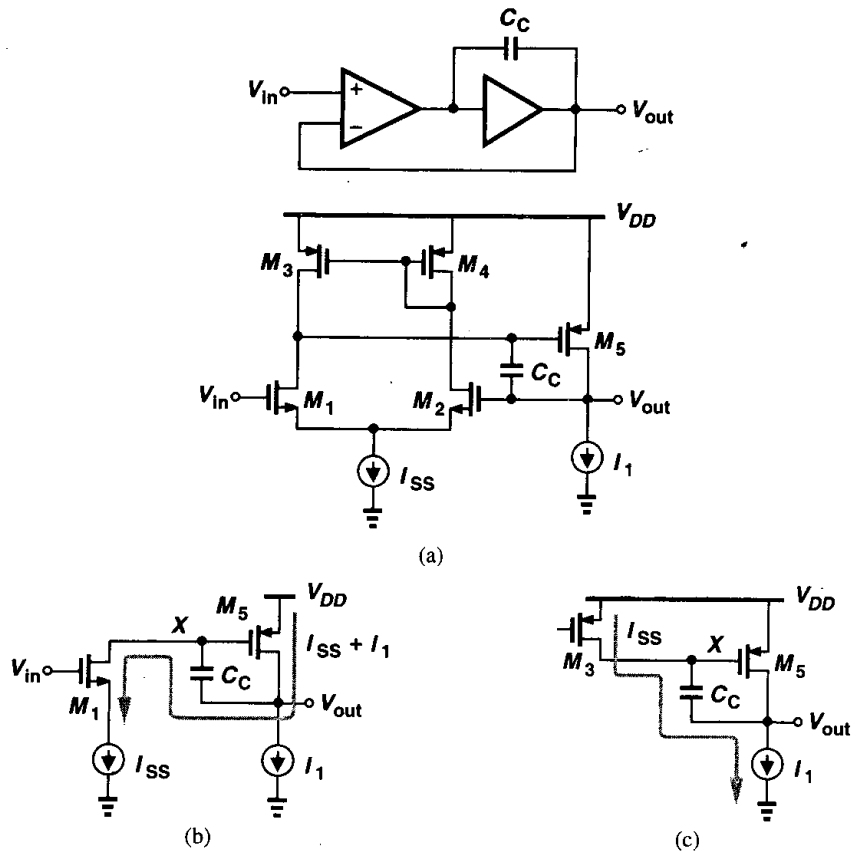 C_C
V_in + − V_out
V_DD
M_3 M_4
M_5
C_C
V_in M_1 M_2 V_out
I_SS I_1
(a)
M_5 V_DD
X I_SS + I_1
V_in C_C
M_1 V_out
I_SS I_1
(b)
V_DD
I_SS X
M_3 M_5
C_C
V_out
I_1
(c)